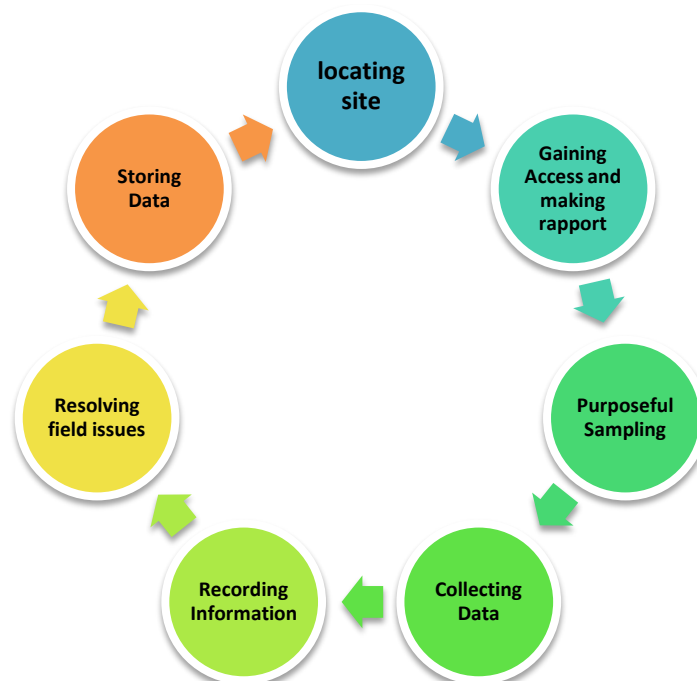 locating
site
Gaining
Access and
making
rapport
Purposeful
Sampling
Collecting
Data
Recording
Information
Resolving
field issues
Storing
Data